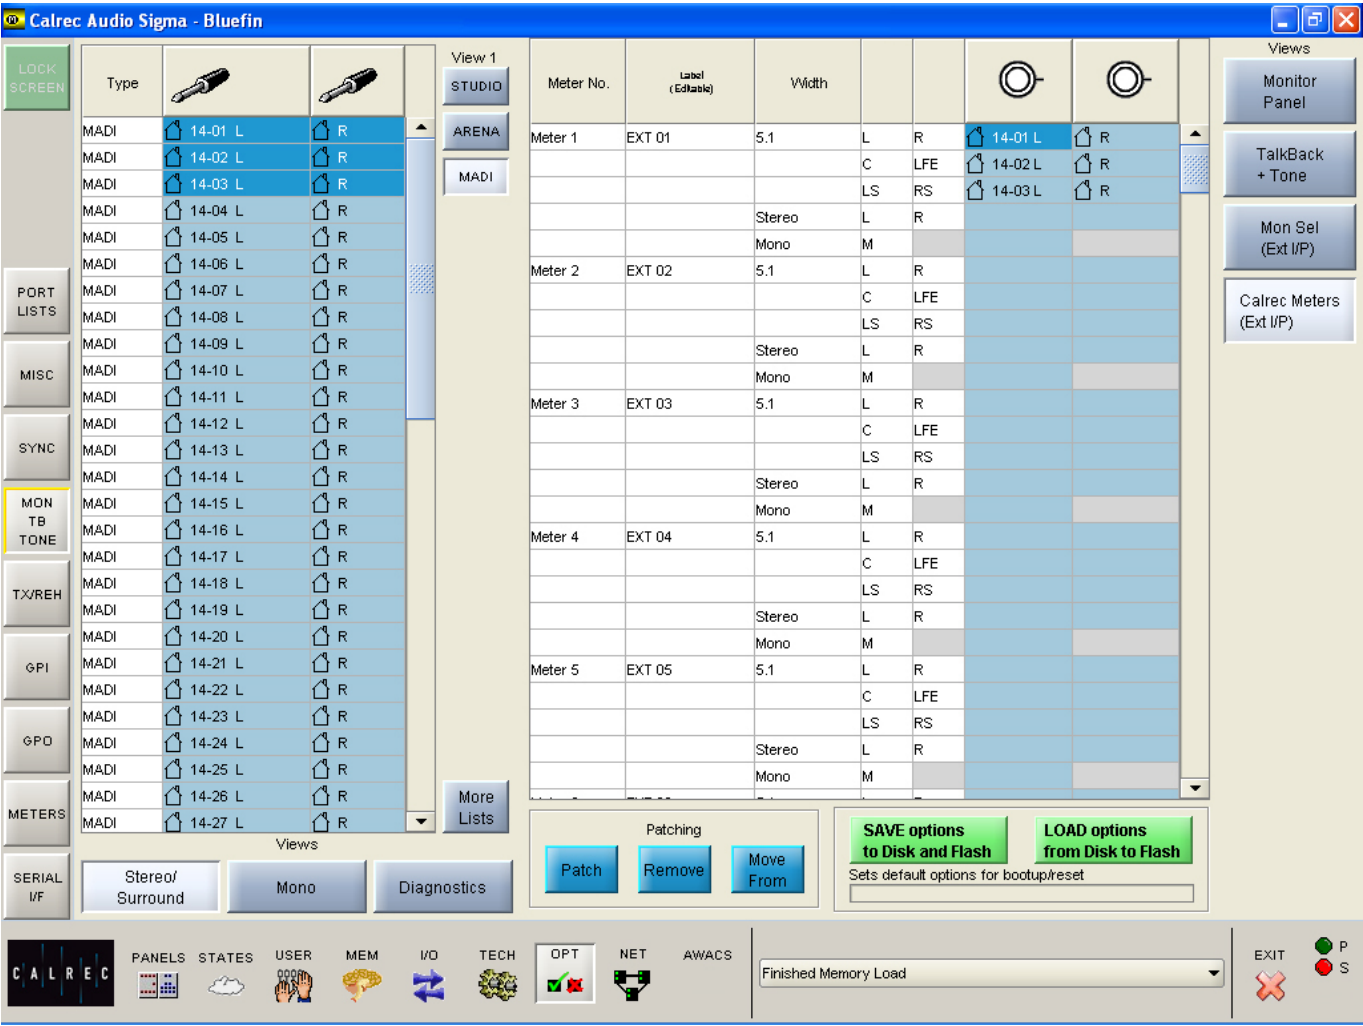 Calrec Audio Sigma - Bluefin
LOCK
SCREEN
PORT
LISTS
MISC
SYNC
MON
TB
TONE
TX/REH
GPI
GPO
METERS
SERIAL
I/F
Type
MADI 14-01 L R
MADI 14-02 L R
MADI 14-03 L R
MADI 14-04 L R
MADI 14-05 L R
MADI 14-06 L R
MADI 14-07 L R
MADI 14-08 L R
MADI 14-09 L R
MADI 14-10 L R
MADI 14-11 L R
MADI 14-12 L R
MADI 14-13 L R
MADI 14-14 L R
MADI 14-15 L R
MADI 14-16 L R
MADI 14-17 L R
MADI 14-18 L R
MADI 14-19 L R
MADI 14-20 L R
MADI 14-21 L R
MADI 14-22 L R
MADI 14-23 L R
MADI 14-24 L R
MADI 14-25 L R
MADI 14-26 L R
MADI 14-27 L R
Views
Stereo/
Surround
Mono
Diagnostics
View 1
STUDIO
ARENA
MADI
More
Lists
Meter No. Label (Editable) Width
Meter 1 EXT 01 5.1 L R 14-01 L R
C LFE 14-02 L R
LS RS 14-03 L R
Stereo L R
Mono M
Meter 2 EXT 02 5.1 L R
C LFE
LS RS
Stereo L R
Mono M
Meter 3 EXT 03 5.1 L R
C LFE
LS RS
Stereo L R
Mono M
Meter 4 EXT 04 5.1 L R
C LFE
LS RS
Stereo L R
Mono M
Meter 5 EXT 05 5.1 L R
C LFE
LS RS
Stereo L R
Mono M
Patching
Patch
Remove
Move
From
SAVE options
to Disk and Flash
LOAD options
from Disk to Flash
Sets default options for bootup/reset
Views
Monitor
Panel
TalkBack
+ Tone
Mon Sel
(Ext I/P)
Calrec Meters
(Ext I/P)
CALREC
PANELS STATES USER MEM I/O TECH OPT NET AWACS
Finished Memory Load
EXIT
P
S